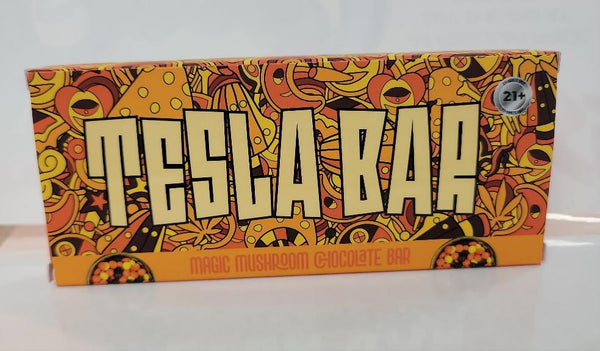 21+
TESLA BAR
MAGIC MUSHROOM CHOCOLATE BAR